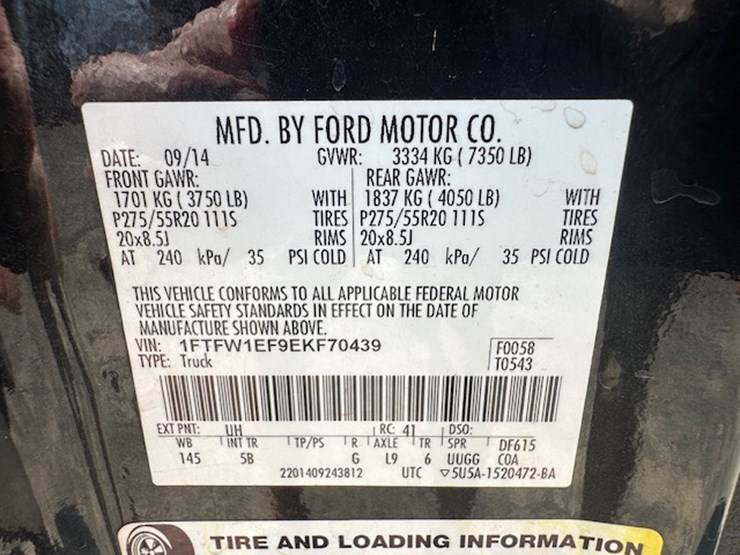 MFD. BY FORD MOTOR CO.
DATE: 09/14 GVWR: 3334 KG ( 7350 LB)
FRONT GAWR: REAR GAWR:
1701 KG ( 3750 LB) WITH 1837 KG ( 4050 LB) WITH
P275/55R20 111S TIRES P275/55R20 111S TIRES
20x8.5J RIMS 20x8.5J RIMS
AT 240 kPa/ 35 PSI COLD AT 240 kPa/ 35 PSI COLD
THIS VEHICLE CONFORMS TO ALL APPLICABLE FEDERAL MOTOR
VEHICLE SAFETY STANDARDS IN EFFECT ON THE DATE OF
MANUFACTURE SHOWN ABOVE.
VIN: 1FTFW1EF9EKF70439 F0058
TYPE: Truck T0543
EXT PNT: UH RC: 41 DSO:
WB INT TR TP/PS R AXLE TR SPR DF615
145 5B G L9 6 UUGG COA
2201409243812 UTC ▽5U5A-1520472-BA
TIRE AND LOADING INFORMATION